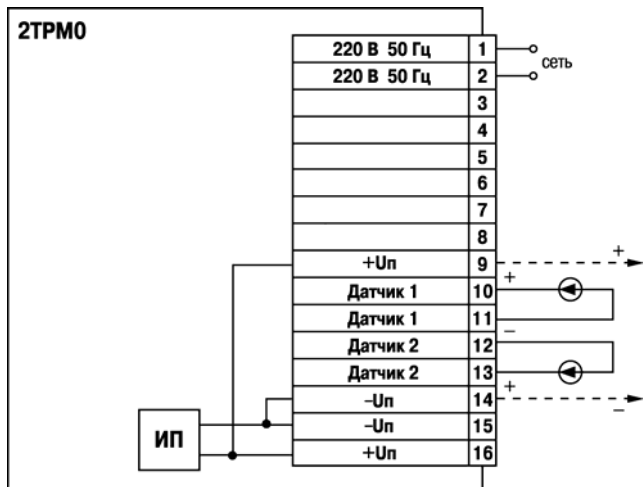 2ТРМ0
220 В 50 Гц 1
220 В 50 Гц 2
сеть
3
4
5
6
7
8
+Uп 9 +
Датчик 1 10 +
Датчик 1 11 −
Датчик 2 12
Датчик 2 13 +
−Uп 14 −
−Uп 15
+Uп 16
ИП